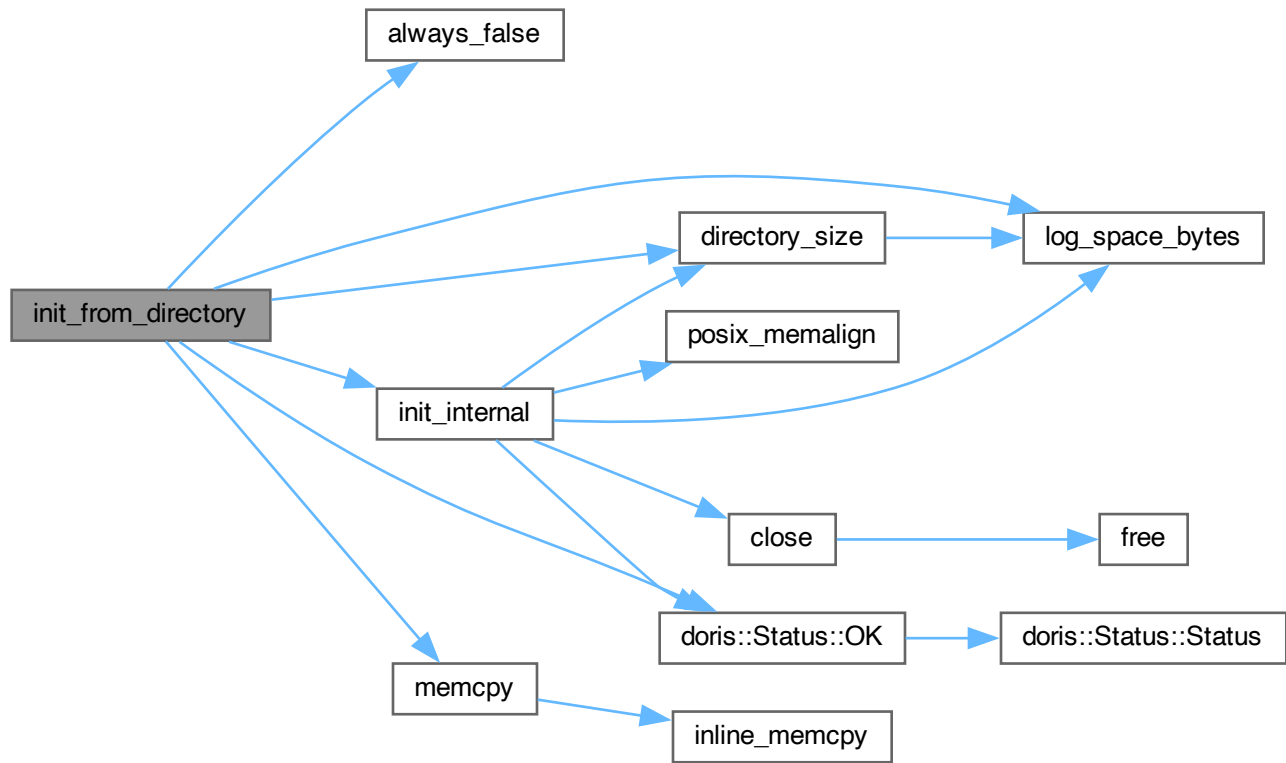 always_false
directory_size
log_space_bytes
init_from_directory
posix_memalign
init_internal
close
free
doris::Status::OK
doris::Status::Status
memcpy
inline_memcpy